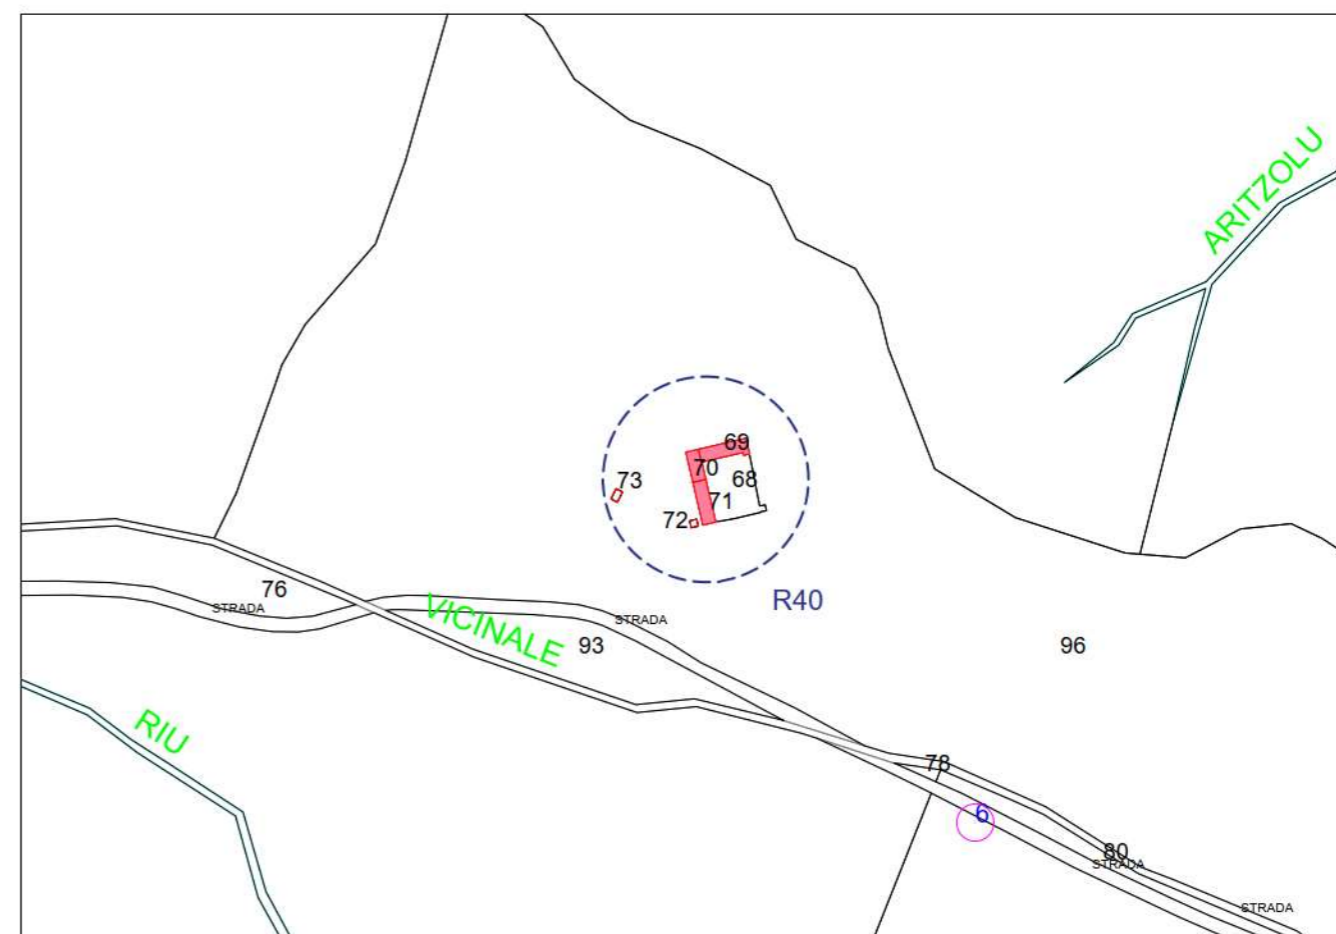 ARITZOLU
69
70
68
73
71
72
76
R40
STRADA
VICINALE
STRADA
93
96
RIU
78
6
80
STRADA
STRADA